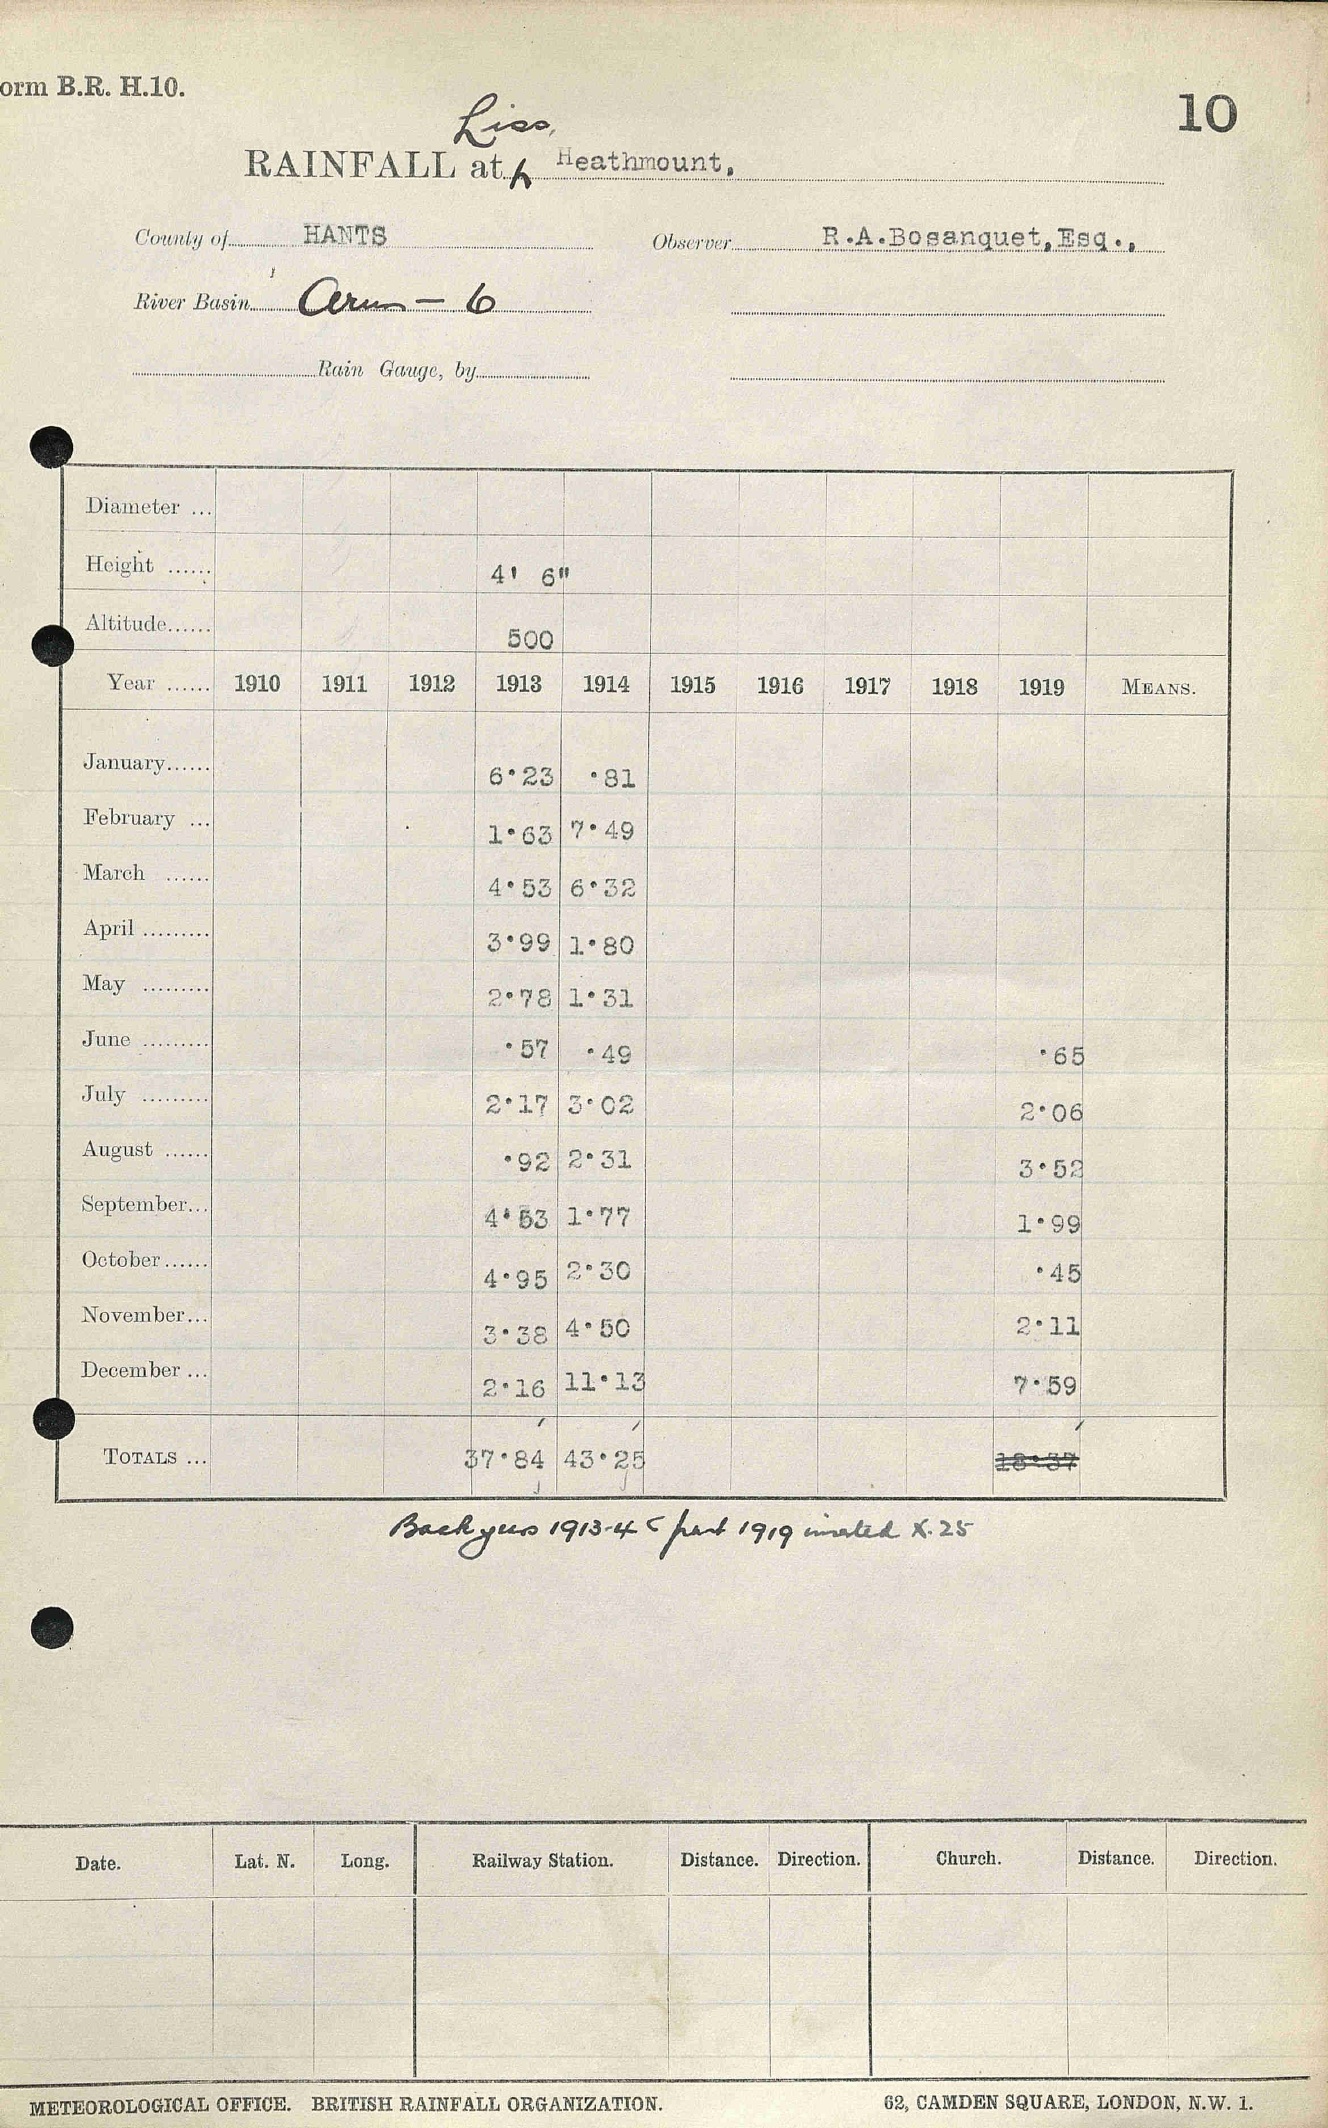 orm B.R. H.10.
10
Liss,
RAINFALL at Heathmount.
County of HANTS Observer R.A.Bosanquet, Esq.,
River Basin Arun - 6
Rain Gauge, by
Diameter ...
Height ...... 4' 6"
Altitude...... 500
Year ...... 1910 1911 1912 1913 1914 1915 1916 1917 1918 1919 MEANS.
January...... 6·23 ·81
February ... 1·63 7·49
March ...... 4·53 6·32
April ......... 3·99 1·80
May ......... 2·78 1·31
June ......... ·57 ·49 ·65
July ......... 2·17 3·02 2·06
August ...... ·92 2·31 3·52
September... 4·53 1·77 1·99
October...... 4·95 2·30 ·45
November... 3·38 4·50 2·11
December ... 2·16 11·13 7·59
TOTALS ... 37·84 43·25 18·37
Back years 1913-4 & part 1919 inserted X.25
Date. Lat. N. Long. Railway Station. Distance. Direction. Church. Distance. Direction.
METEOROLOGICAL OFFICE. BRITISH RAINFALL ORGANIZATION. 62, CAMDEN SQUARE, LONDON, N.W. 1.